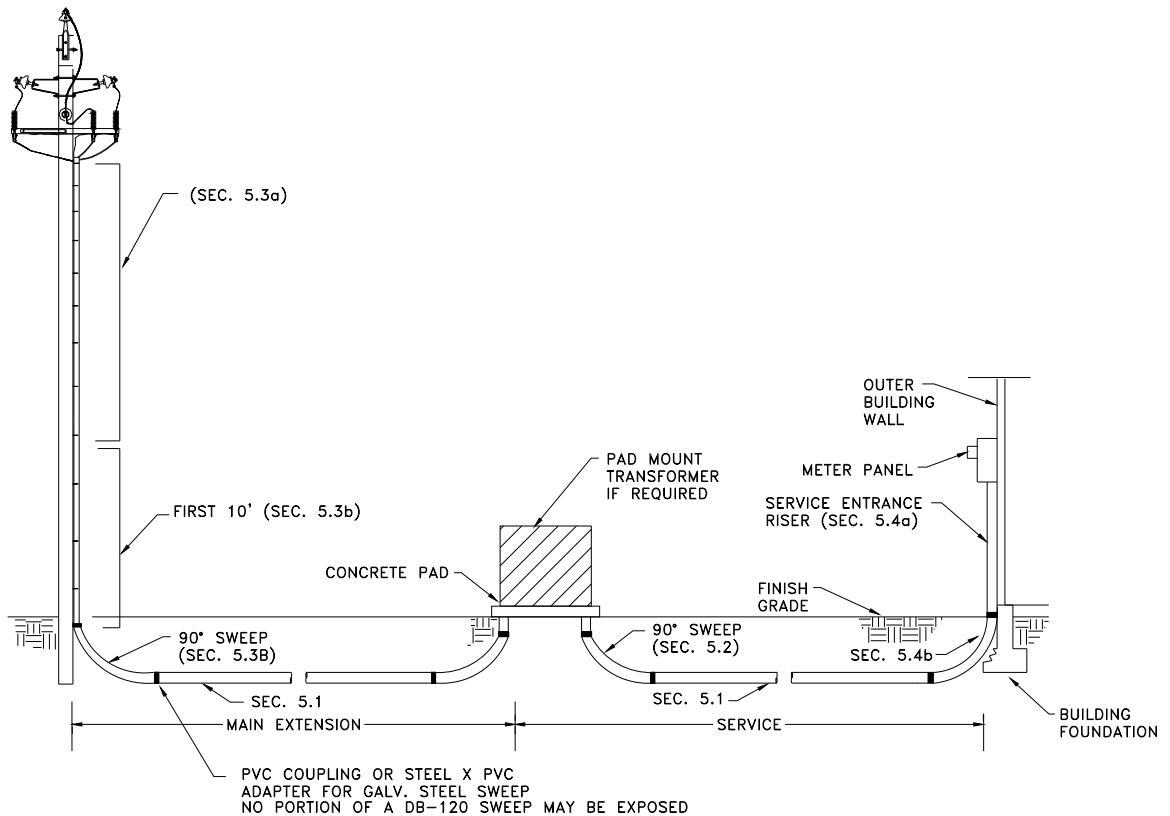 (SEC. 5.3a)
OUTER
BUILDING
WALL
PAD MOUNT
TRANSFORMER
IF REQUIRED
METER PANEL
SERVICE ENTRANCE
RISER (SEC. 5.4a)
FIRST 10' (SEC. 5.3b)
CONCRETE PAD
FINISH
GRADE
90° SWEEP
(SEC. 5.3B)
90° SWEEP
(SEC. 5.2)
SEC. 5.4b
SEC. 5.1
SEC. 5.1
MAIN EXTENSION
SERVICE
BUILDING
FOUNDATION
PVC COUPLING OR STEEL X PVC
ADAPTER FOR GALV. STEEL SWEEP
NO PORTION OF A DB-120 SWEEP MAY BE EXPOSED